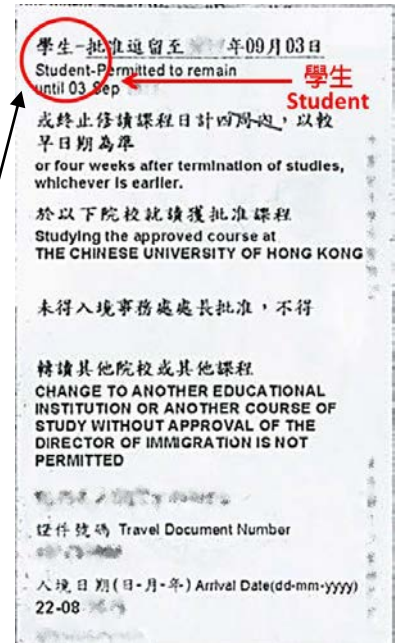 學生-批准逗留至 年09月03日
Student-Permitted to remain
until 03 Sep
學生
Student
或終止修讀課程日計四周內，以較
早日期為準
or four weeks after termination of studies,
whichever is earlier.
於以下院校就讀獲批准課程
Studying the approved course at
THE CHINESE UNIVERSITY OF HONG KONG
未得入境事務處處長批准，不得
轉讀其他院校或其他課程
CHANGE TO ANOTHER EDUCATIONAL
INSTITUTION OR ANOTHER COURSE OF
STUDY WITHOUT APPROVAL OF THE
DIRECTOR OF IMMIGRATION IS NOT
PERMITTED
証件號碼 Travel Document Number
入境日期(日-月-年) Arrival Date(dd-mm-yyyy)
22-08